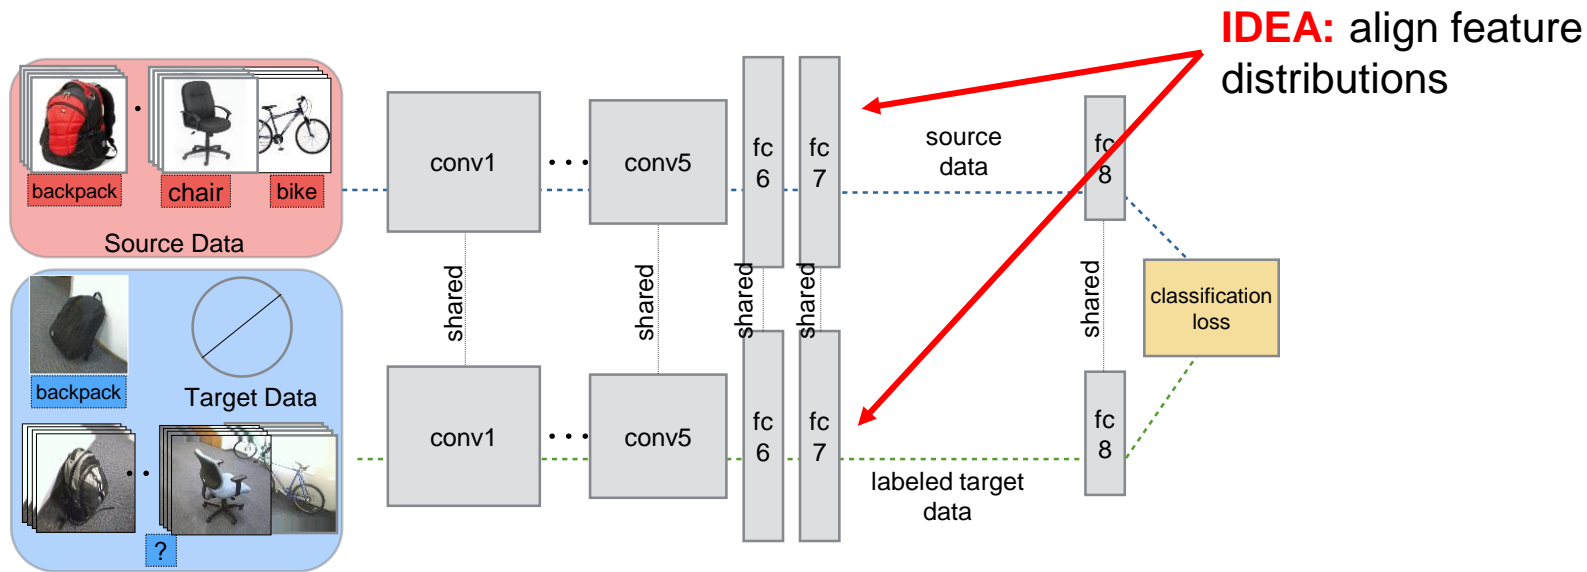 IDEA: align feature
distributions
backpack
chair
bike
Source Data
conv1
...
conv5
fc
6
fc
7
source
data
fc
8
shared
shared
shared
shared
shared
classification
loss
backpack
Target Data
?
conv1
...
conv5
fc
6
fc
7
labeled target
data
fc
8